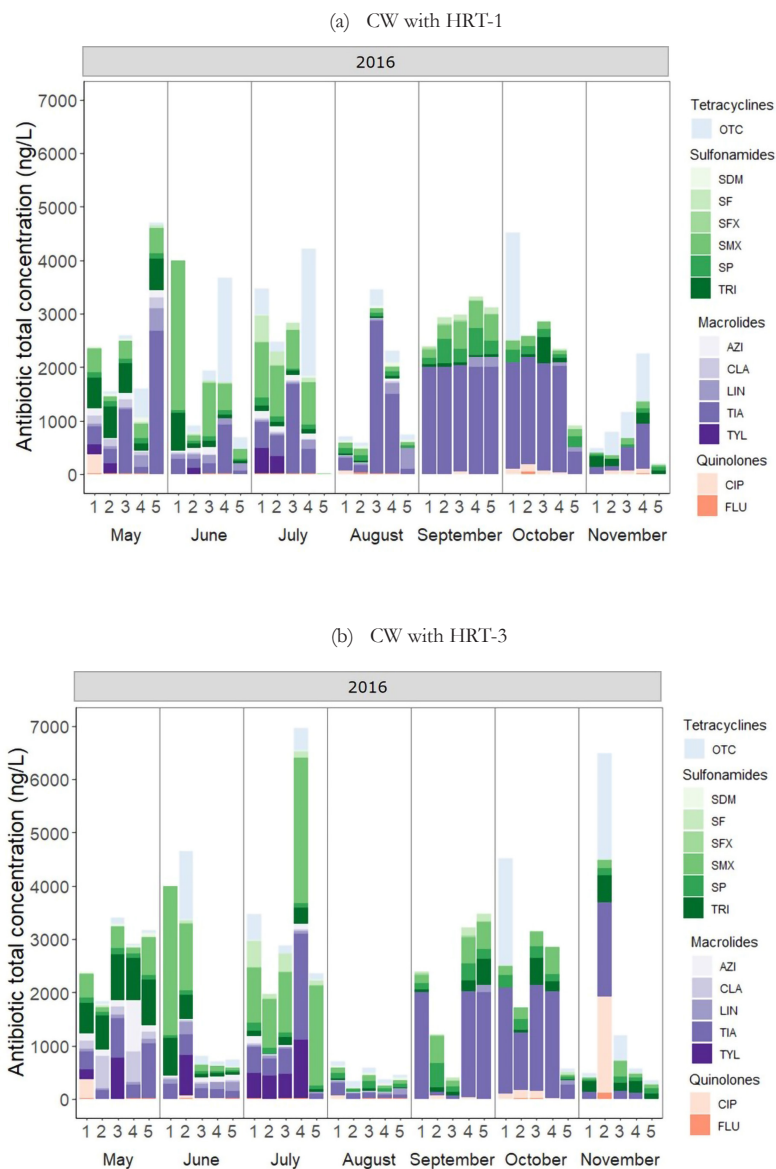 (a) CW with HRT-1
2016
Antibiotic total concentration (ng/L)
7000
6000
5000
4000
3000
2000
1000
0
1 2 3 4 5 1 2 3 4 5 1 2 3 4 5 1 2 3 4 5 1 2 3 4 5 1 2 3 4 5 1 2 3 4 5
May June July August September October November
Tetracyclines
OTC
Sulfonamides
SDM
SF
SFX
SMX
SP
TRI
Macrolides
AZI
CLA
LIN
TIA
TYL
Quinolones
CIP
FLU
(b) CW with HRT-3
2016
Antibiotic total concentration (ng/L)
7000
6000
5000
4000
3000
2000
1000
0
1 2 3 4 5 1 2 3 4 5 1 2 3 4 5 1 2 3 4 5 1 2 3 4 5 1 2 3 4 5 1 2 3 4 5
May June July August September October November
Tetracyclines
OTC
Sulfonamides
SDM
SF
SFX
SMX
SP
TRI
Macrolides
AZI
CLA
LIN
TIA
TYL
Quinolones
CIP
FLU